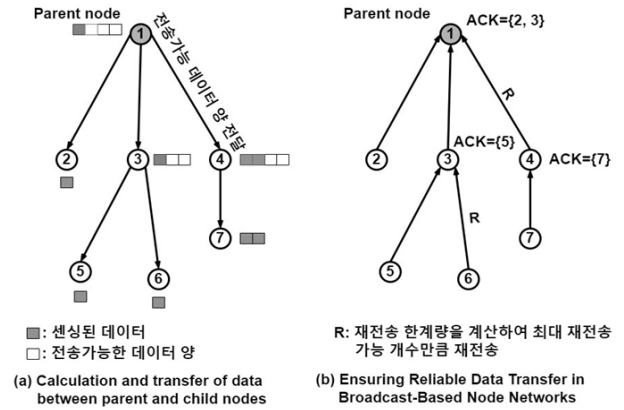 Parent node
1
전송가능 데이터 양 전달
2
3
4
7
5
6
■: 센싱된 데이터
□: 전송가능한 데이터 양
(a) Calculation and transfer of data
between parent and child nodes
Parent node
ACK={2, 3}
1
R
ACK={5}
2
3
4
ACK={7}
R
7
5
6
R: 재전송 한계량을 계산하여 최대 재전송
가능 개수만큼 재전송
(b) Ensuring Reliable Data Transfer in
Broadcast-Based Node Networks